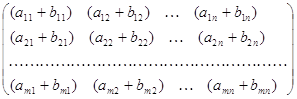 (a₁₁ + b₁₁) (a₁₂ + b₁₂) … (a₁ₙ + b₁ₙ)
(a₂₁ + b₂₁) (a₂₂ + b₂₂) … (a₂ₙ + b₂ₙ)
......................................................
(aₘ₁ + bₘ₁) (aₘ₂ + bₘ₂) … (aₘₙ + bₘₙ)